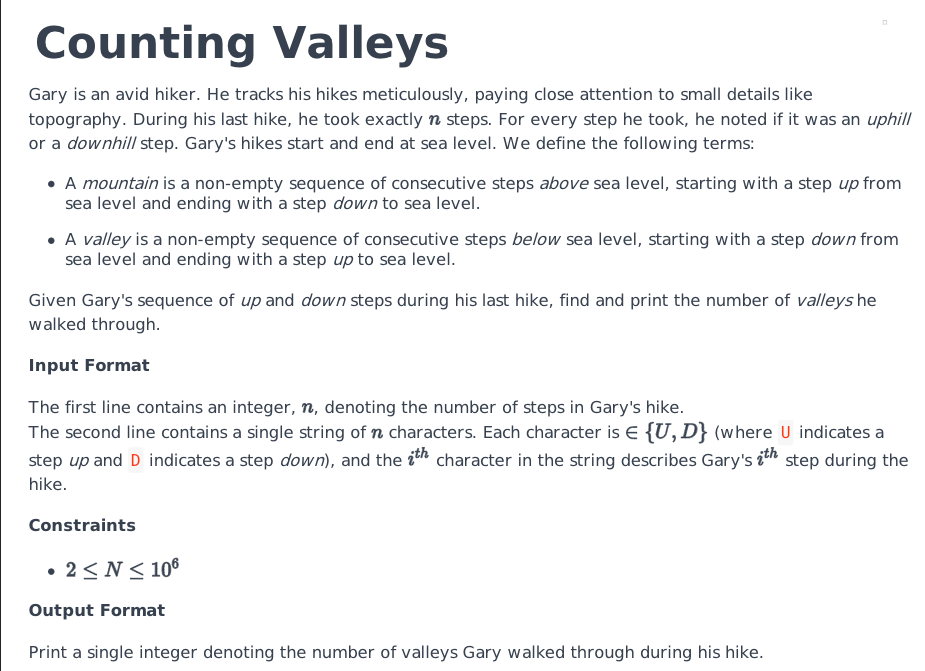 Counting Valleys
Gary is an avid hiker. He tracks his hikes meticulously, paying close attention to small details like
topography. During his last hike, he took exactly n steps. For every step he took, he noted if it was an uphill
or a downhill step. Gary's hikes start and end at sea level. We define the following terms:
• A mountain is a non-empty sequence of consecutive steps above sea level, starting with a step up from
sea level and ending with a step down to sea level.
• A valley is a non-empty sequence of consecutive steps below sea level, starting with a step down from
sea level and ending with a step up to sea level.
Given Gary's sequence of up and down steps during his last hike, find and print the number of valleys he
walked through.
Input Format
The first line contains an integer, n, denoting the number of steps in Gary's hike.
The second line contains a single string of n characters. Each character is ∈ {U, D} (where U indicates a
step up and D indicates a step down), and the i^th character in the string describes Gary's i^th step during the
hike.
Constraints
• 2 ≤ N ≤ 10^6
Output Format
Print a single integer denoting the number of valleys Gary walked through during his hike.